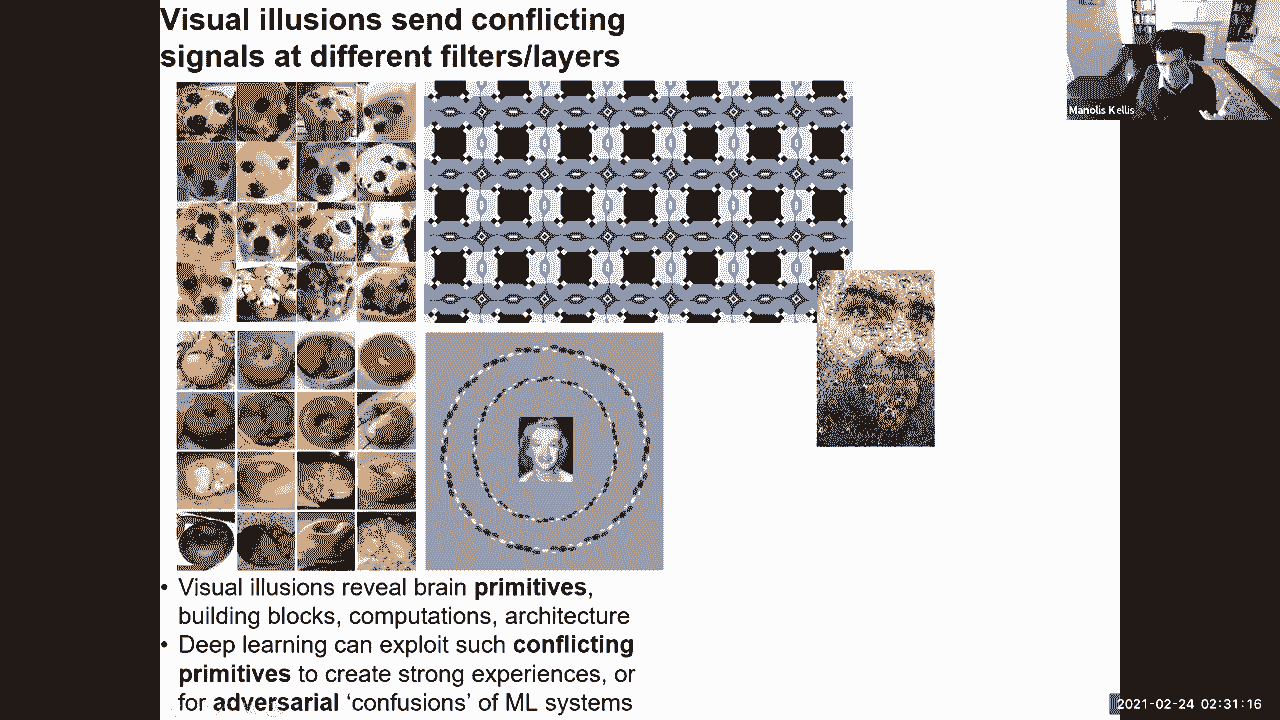 Visual illusions send conflicting
signals at different filters/layers
Manolis Kellis
• Visual illusions reveal brain primitives,
building blocks, computations, architecture
• Deep learning can exploit such conflicting
primitives to create strong experiences, or
for adversarial ‘confusions’ of ML systems
2021-02-24 02:31:16